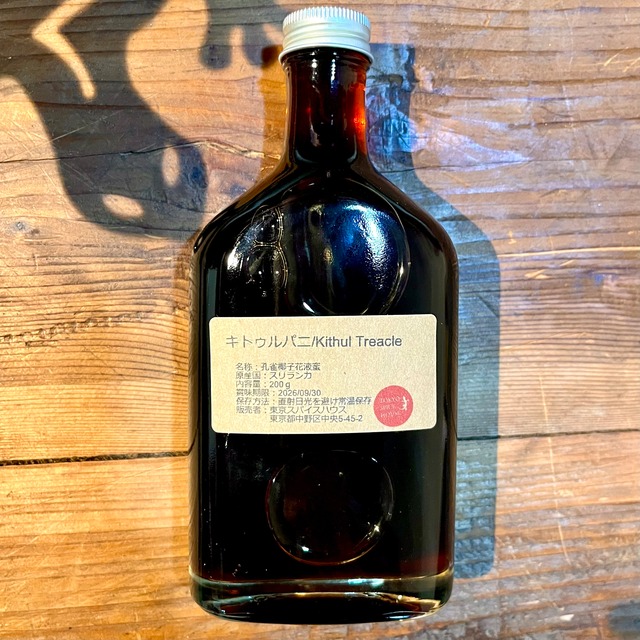 キトゥルパニ/Kithul Treacle
名称：孔雀椰子花液蜜
原産国：スリランカ
内容量：200ｇ
賞味期限：2026/09/30
保存方法：直射日光を避け常温保存
販売者：東京スパイスハウス
東京都中野区中央5-45-2
TOKYO
SPICE
HOUSE